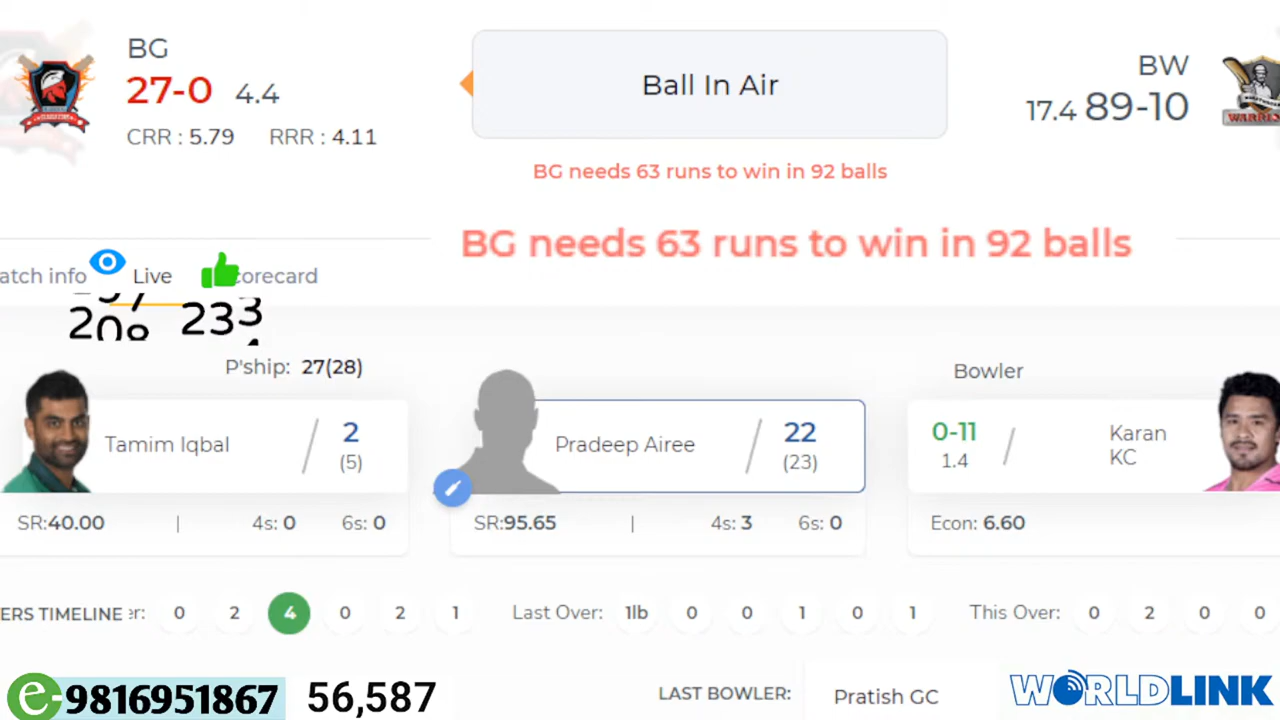 BG
27-0 4.4
CRR : 5.79 RRR : 4.11
Ball In Air
BG needs 63 runs to win in 92 balls
BW
17.4 89-10
BG needs 63 runs to win in 92 balls
atch info Live corecard
208 233
P'ship: 27(28)
Bowler
Tamim Iqbal 2
(5)
Pradeep Airee 22
(23)
0-11
1.4
Karan
KC
SR:40.00 | 4s: 0 6s: 0
SR:95.65 | 4s: 3 6s: 0
Econ: 6.60
ERS TIMELINE er: 0 2 4 0 2 1 Last Over: 1lb 0 0 1 0 1 This Over: 0 2 0 0
e-9816951867 56,587
LAST BOWLER: Pratish GC
WORLDLINK